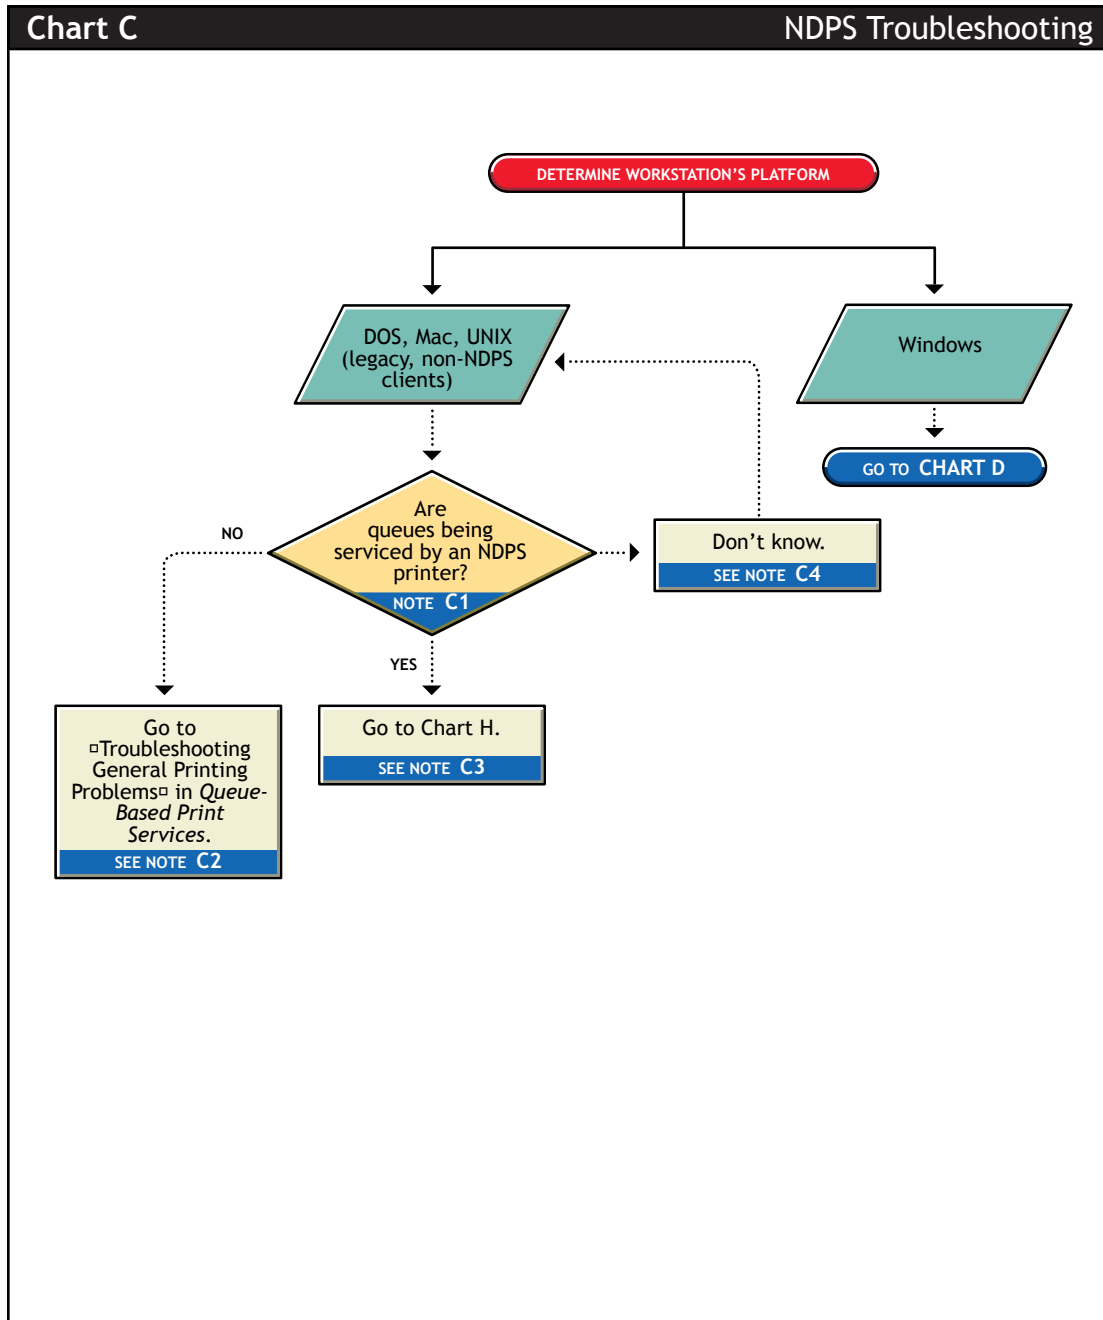 Chart C
NDPS Troubleshooting
DETERMINE WORKSTATION’S PLATFORM
DOS, Mac, UNIX
(legacy, non-NDPS
clients)
Windows
GO TO CHART D
Are
queues being
serviced by an NDPS
printer?
NOTE C1
NO
Don’t know.
SEE NOTE C4
YES
Go to
▫Troubleshooting
General Printing
Problems▫ in Queue-
Based Print
Services.
SEE NOTE C2
Go to Chart H.
SEE NOTE C3